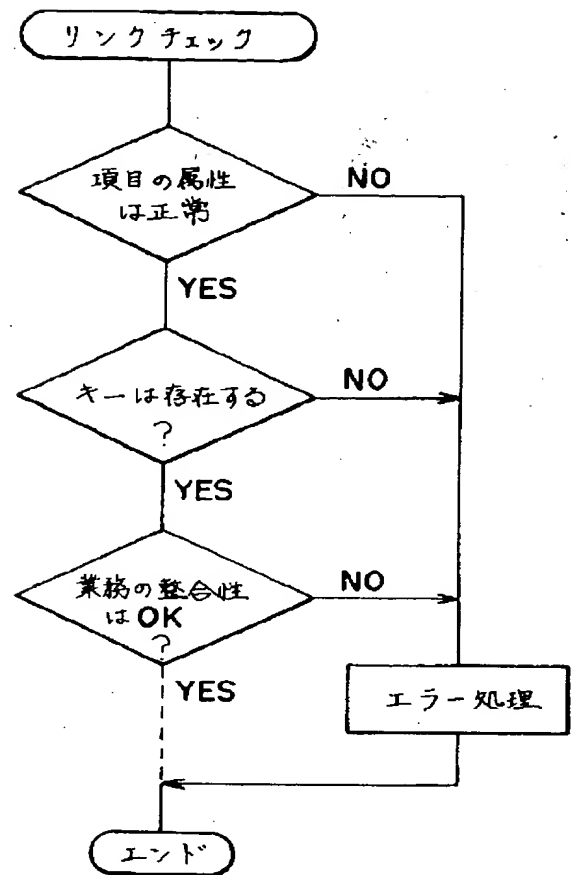 リンクチェック
項目の属性
は正常
NO
YES
キーは存在する
?
NO
YES
業務の整合性
はOK
?
NO
YES
エラー処理
エンド